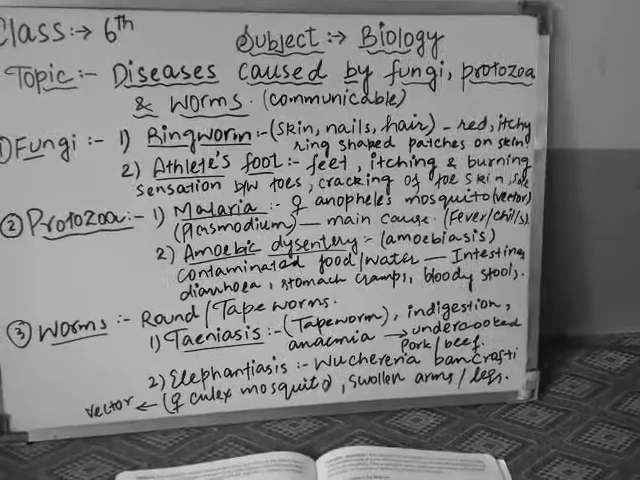 Class:→ 6th Subject:→ Biology
Topic:- Diseases caused by fungi, protozoa
& worms. (communicable)
① Fungi:- 1) Ringworm:- (skin, nails, hair) - red, itchy
ring shaped patches on skin
2) Athlete's foot:- feet, itching & burning
sensation b/w toes, cracking of toe skin,
② Protozoa:- 1) Malaria:- ♀ anopheles mosquito (vector)
(Plasmodium) — main cause. (Fever/chills).
2) Amoebic dysentery:- (amoebiasis)
contaminated food/water — Intestine,
diarrhoea, stomach cramps, bloody stools.
③ Worms:- Round/Tape worms.
1) Taeniasis:- (Tapeworm), indigestion,
anaemia → undercooked
Pork/beef.
2) Elephantiasis:- Wuchereria bancrofti
vector ← (♀ culex mosquito), swollen arms/legs.